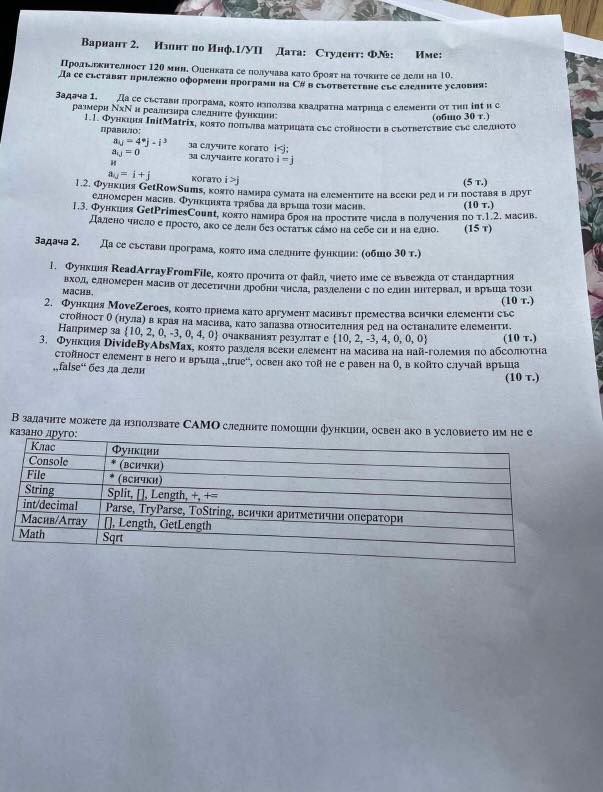 Вариант 2. Изпит по Инф.1/УП Дата: Студент: Ф№: Име:
Продължителност 120 мин. Оценката се получава като броят на точките се дели на 10.
Да се съставят прилежно оформени програми на C# в съответствие със следните условия:
Задача 1. Да се състави програма, която използва квадратна матрица с елементи от тип int и с
размери NxN и реализира следните функции: (общо 30 т.)
1.1. Функция InitMatrix, която попълва матрицата със стойности в съответствие със следното
правило:
aᵢ,ⱼ = 4*j - i³ за случите когато i<j;
aᵢ,ⱼ = 0 за случаите когато i = j
и
aᵢ,ⱼ = i + j когато i >j (5 т.)
1.2. Функция GetRowSums, която намира сумата на елементите на всеки ред и ги поставя в друг
едномерен масив. Функцията трябва да връща този масив. (10 т.)
1.3. Функция GetPrimesCount, която намира броя на простите числа в получения по т.1.2. масив.
Дадено число е просто, ако се дели без остатък са́мо на себе си и на едно. (15 т)
Задача 2. Да се състави програма, която има следните функции: (общо 30 т.)
1. Функция ReadArrayFromFile, която прочита от файл, чието име се въвежда от стандартния
вход, едномерен масив от десетични дробни числа, разделени с по един интервал, и връща този
масив. (10 т.)
2. Функция MoveZeroes, която приема като аргумент масивът премества всички елементи със
стойност 0 (нула) в края на масива, като запазва относителния ред на останалите елементи.
Например за {10, 2, 0, -3, 0, 4, 0} очакваният резултат е {10, 2, -3, 4, 0, 0, 0} (10 т.)
3. Функция DivideByAbsMax, която разделя всеки елемент на масива на най-големия по абсолютна
стойност елемент в него и връща „true“, освен ако той не е равен на 0, в който случай връща
„false“ без да дели (10 т.)
В задачите можете да използвате САМО следните помощни функции, освен ако в условието им не е
казано друго:
Клас Функции
Console * (всички)
File * (всички)
String Split, [], Length, +, +=
int/decimal Parse, TryParse, ToString, всички аритметични оператори
Масив/Array [], Length, GetLength
Math Sqrt